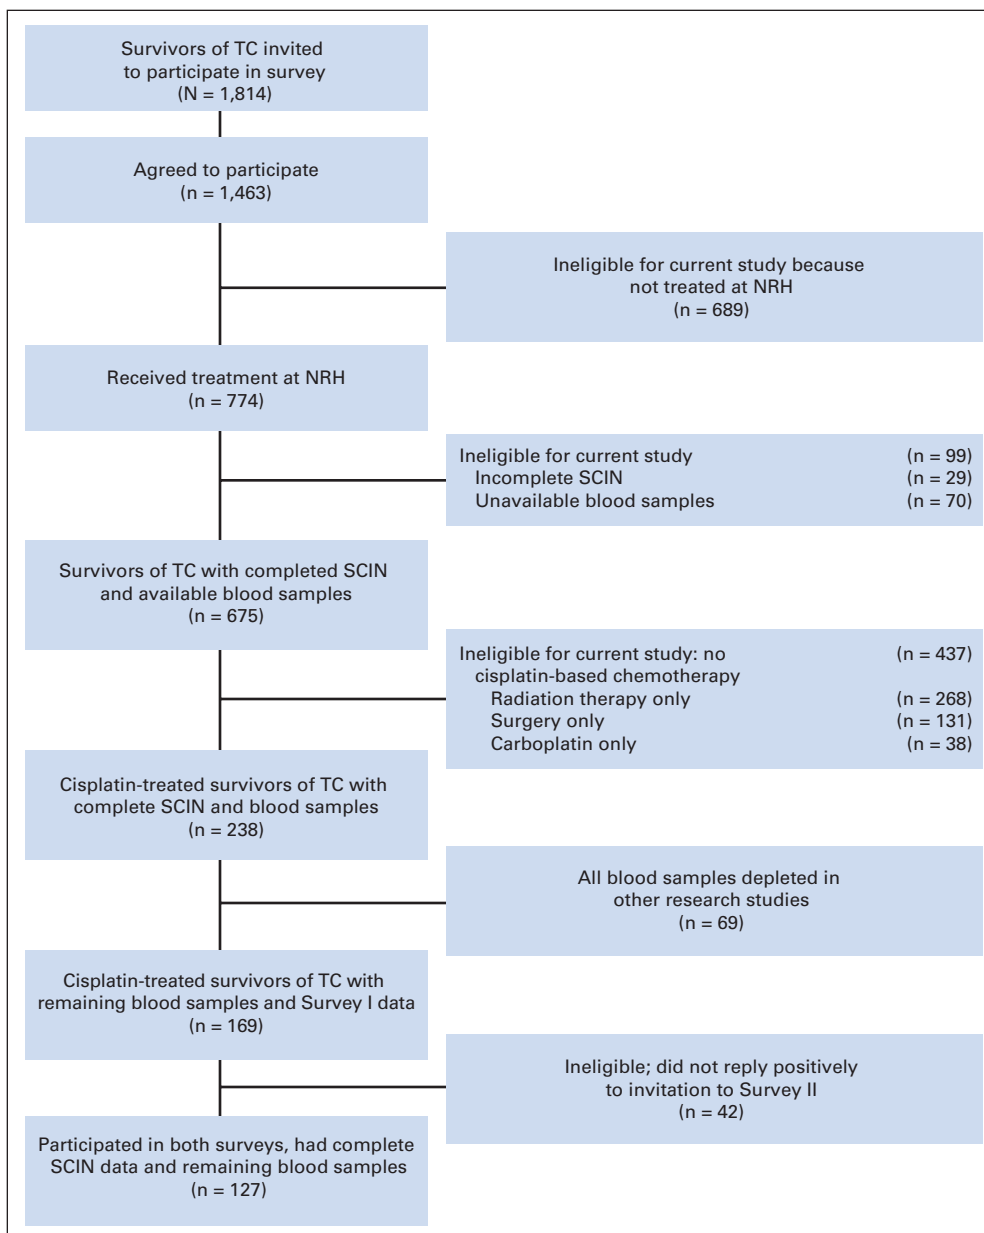 Survivors of TC invited
to participate in survey
(N = 1,814)
Agreed to participate
(n = 1,463)
Ineligible for current study because
not treated at NRH
(n = 689)
Received treatment at NRH
(n = 774)
Ineligible for current study (n = 99)
Incomplete SCIN (n = 29)
Unavailable blood samples (n = 70)
Survivors of TC with completed SCIN
and available blood samples
(n = 675)
Ineligible for current study: no (n = 437)
cisplatin-based chemotherapy
Radiation therapy only (n = 268)
Surgery only (n = 131)
Carboplatin only (n = 38)
Cisplatin-treated survivors of TC with
complete SCIN and blood samples
(n = 238)
All blood samples depleted in
other research studies
(n = 69)
Cisplatin-treated survivors of TC with
remaining blood samples and Survey I data
(n = 169)
Ineligible; did not reply positively
to invitation to Survey II
(n = 42)
Participated in both surveys, had complete
SCIN data and remaining blood samples
(n = 127)